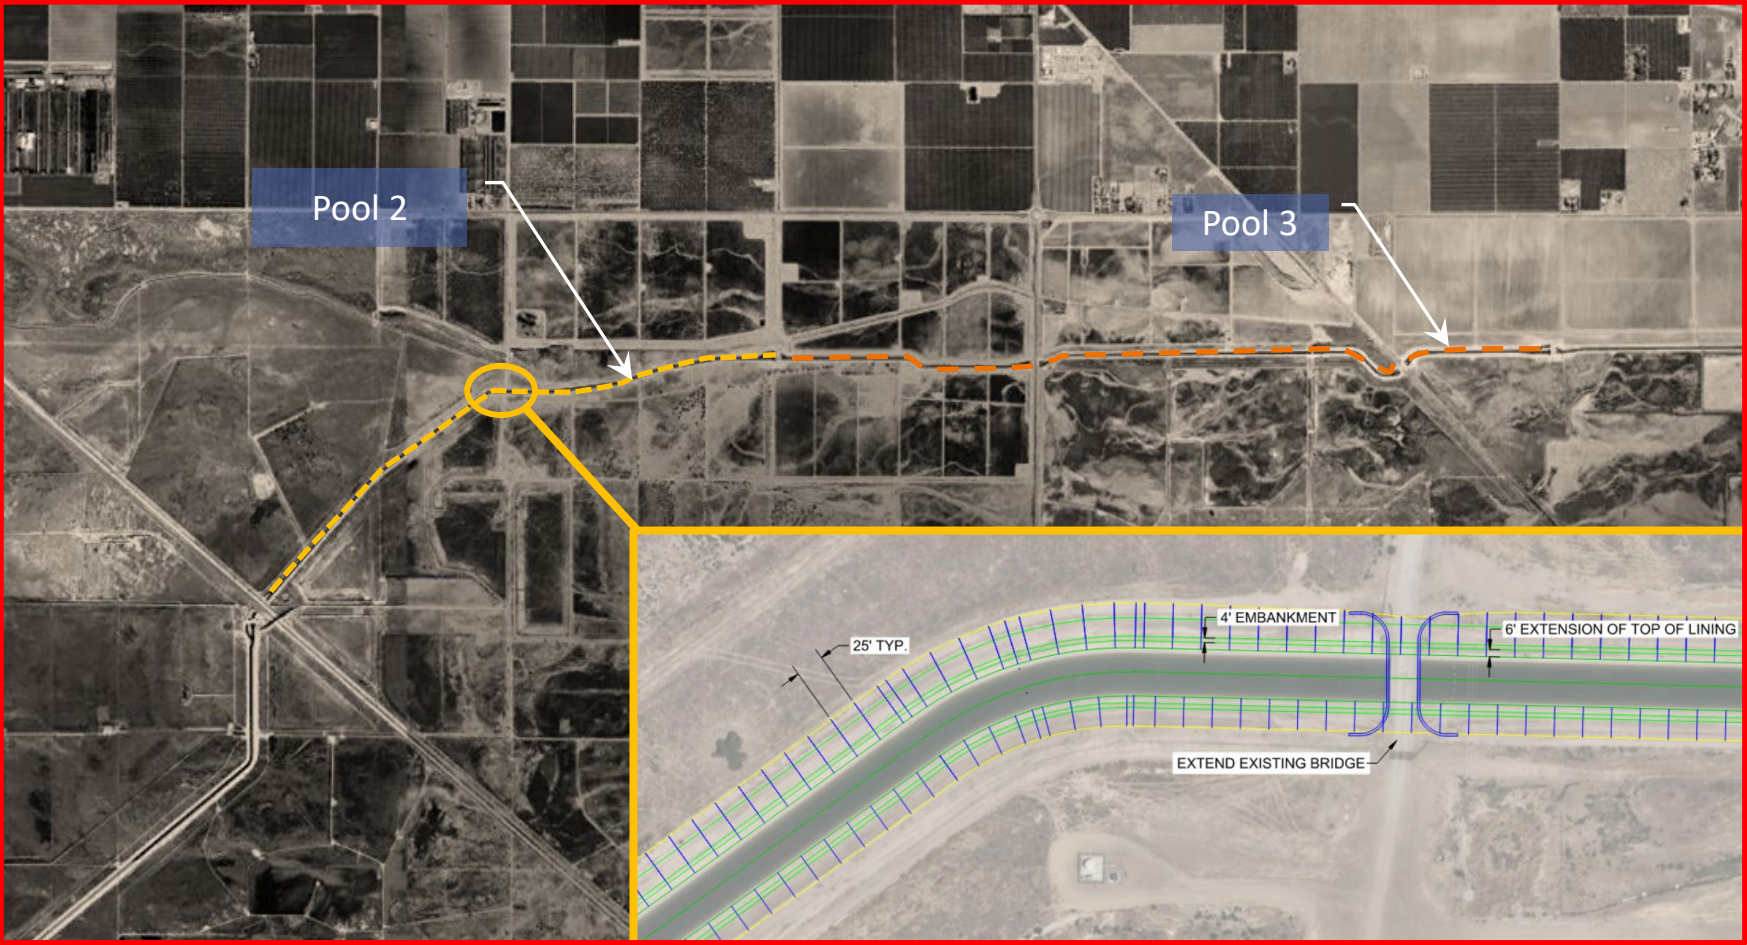 Pool 2
Pool 3
4' EMBANKMENT
6' EXTENSION OF TOP OF LINING
25' TYP.
EXTEND EXISTING BRIDGE